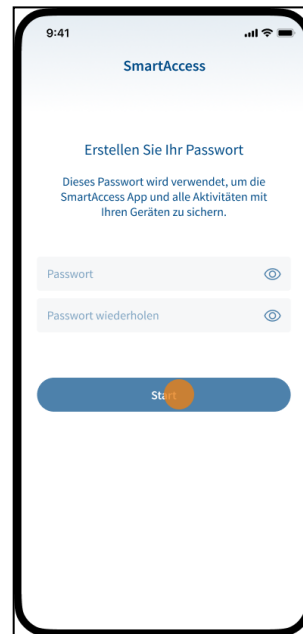 9:41
SmartAccess
Erstellen Sie Ihr Passwort
Dieses Passwort wird verwendet, um die
SmartAccess App und alle Aktivitäten mit
Ihren Geräten zu sichern.
Passwort
Passwort wiederholen
Start